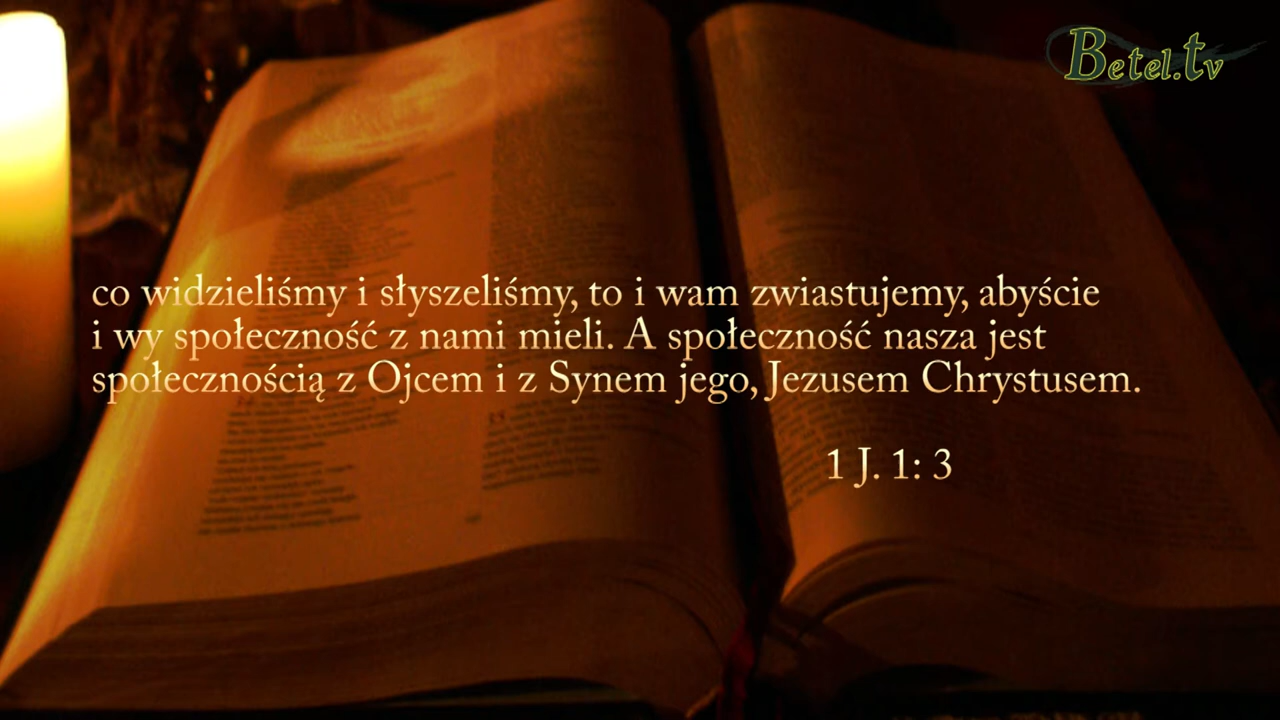 Betel.tv
co widzieliśmy i słyszeliśmy, to i wam zwiastujemy, abyście
i wy społeczność z nami mieli. A społeczność nasza jest
społecznością z Ojcem i z Synem jego, Jezusem Chrystusem.
1 J. 1: 3